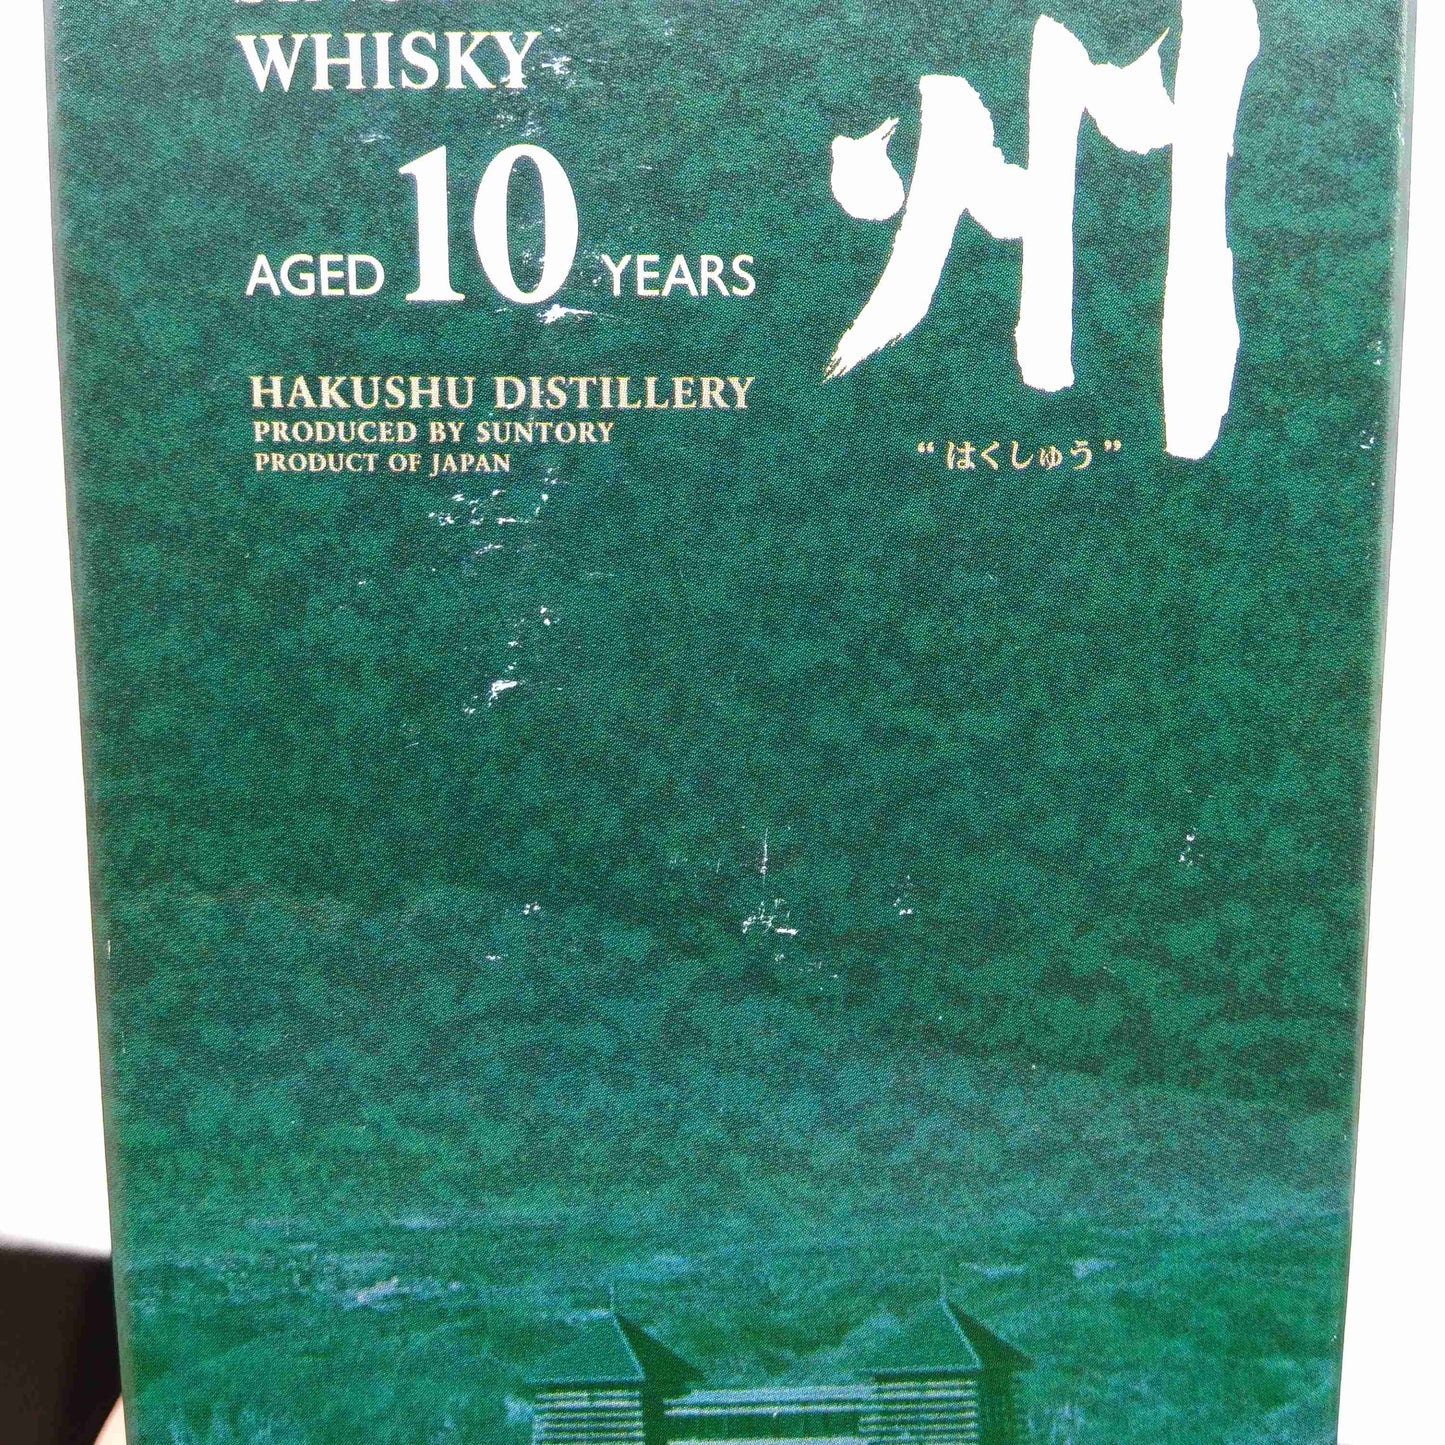 WHISKY
AGED 10 YEARS
HAKUSHU DISTILLERY
PRODUCED BY SUNTORY
PRODUCT OF JAPAN
州
“はくしゅう”